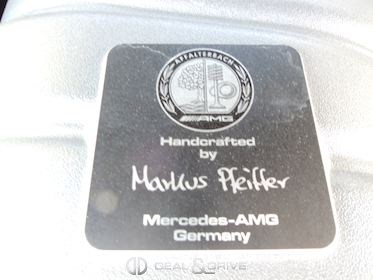 AFFALTERBACH
AMG
Handcrafted
by
Markus Pfeiffer
Mercedes-AMG
Germany
DEAL & DRIVE